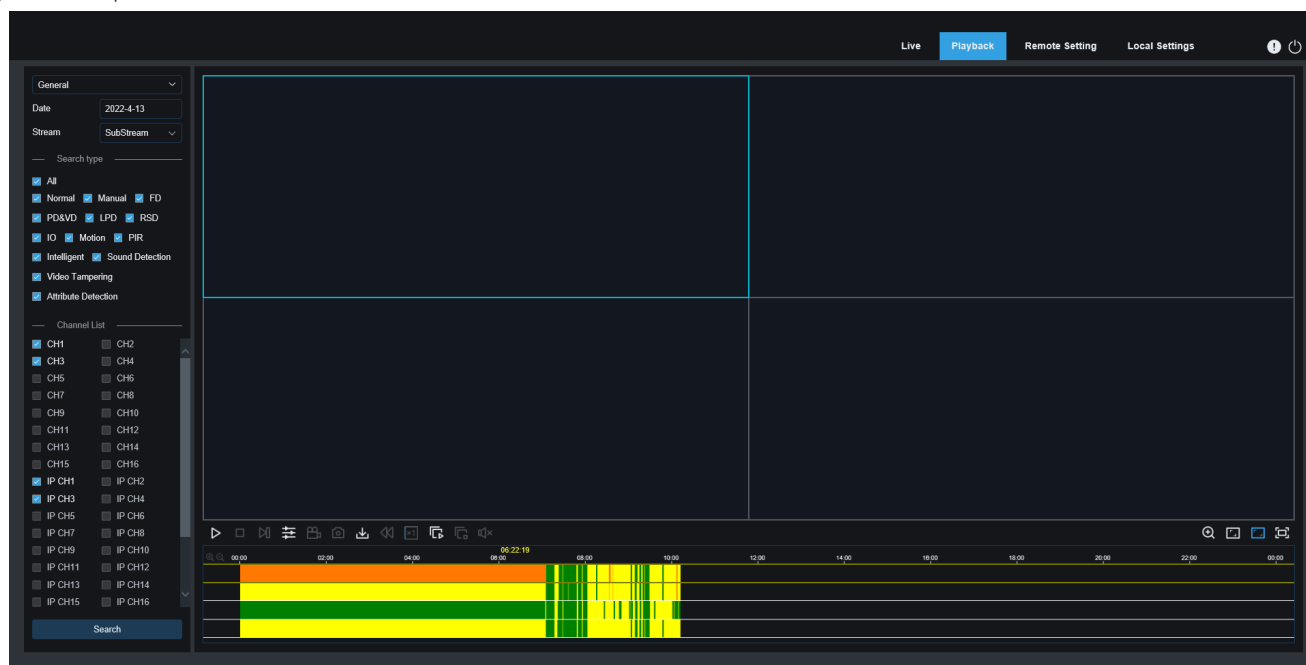 Live Playback Remote Setting Local Settings
General
Date 2022-4-13
Stream SubStream
Search type
All
Normal Manual FD
PD&VD LPD RSD
IO Motion PIR
Intelligent Sound Detection
Video Tampering
Attribute Detection
Channel List
CH1 CH2
CH3 CH4
CH5 CH6
CH7 CH8
CH9 CH10
CH11 CH12
CH13 CH14
CH15 CH16
IP CH1 IP CH2
IP CH3 IP CH4
IP CH5 IP CH6
IP CH7 IP CH8
IP CH9 IP CH10
IP CH11 IP CH12
IP CH13 IP CH14
IP CH15 IP CH16
Search
×1
06:22:19
00:00 02:00 04:00 06:00 08:00 10:00 12:00 14:00 16:00 18:00 20:00 22:00 00:00